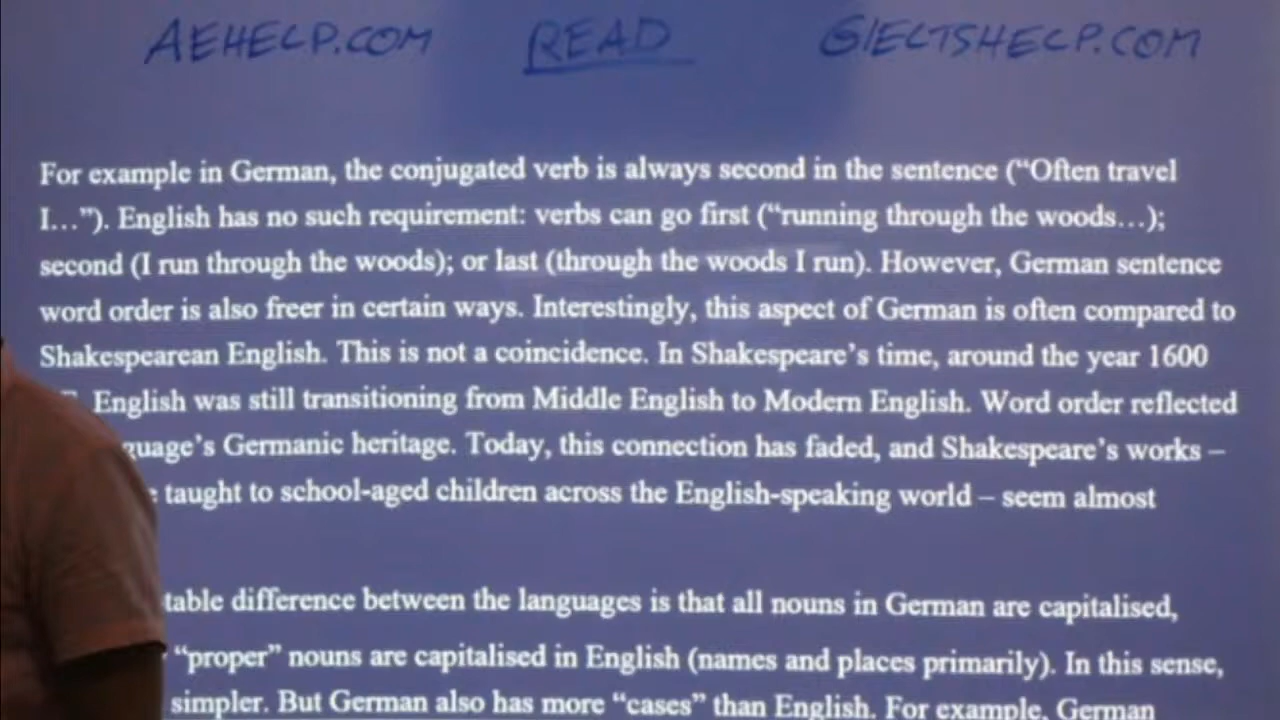 AEHELP.COM READ GIELTSHELP.COM
For example in German, the conjugated verb is always second in the sentence (“Often travel
I…”). English has no such requirement: verbs can go first (“running through the woods…);
second (I run through the woods); or last (through the woods I run). However, German sentence
word order is also freer in certain ways. Interestingly, this aspect of German is often compared to
Shakespearean English. This is not a coincidence. In Shakespeare’s time, around the year 1600
English was still transitioning from Middle English to Modern English. Word order reflected
guage’s Germanic heritage. Today, this connection has faded, and Shakespeare’s works –
taught to school-aged children across the English-speaking world – seem almost
table difference between the languages is that all nouns in German are capitalised,
“proper” nouns are capitalised in English (names and places primarily). In this sense,
simpler. But German also has more “cases” than English. For example, German